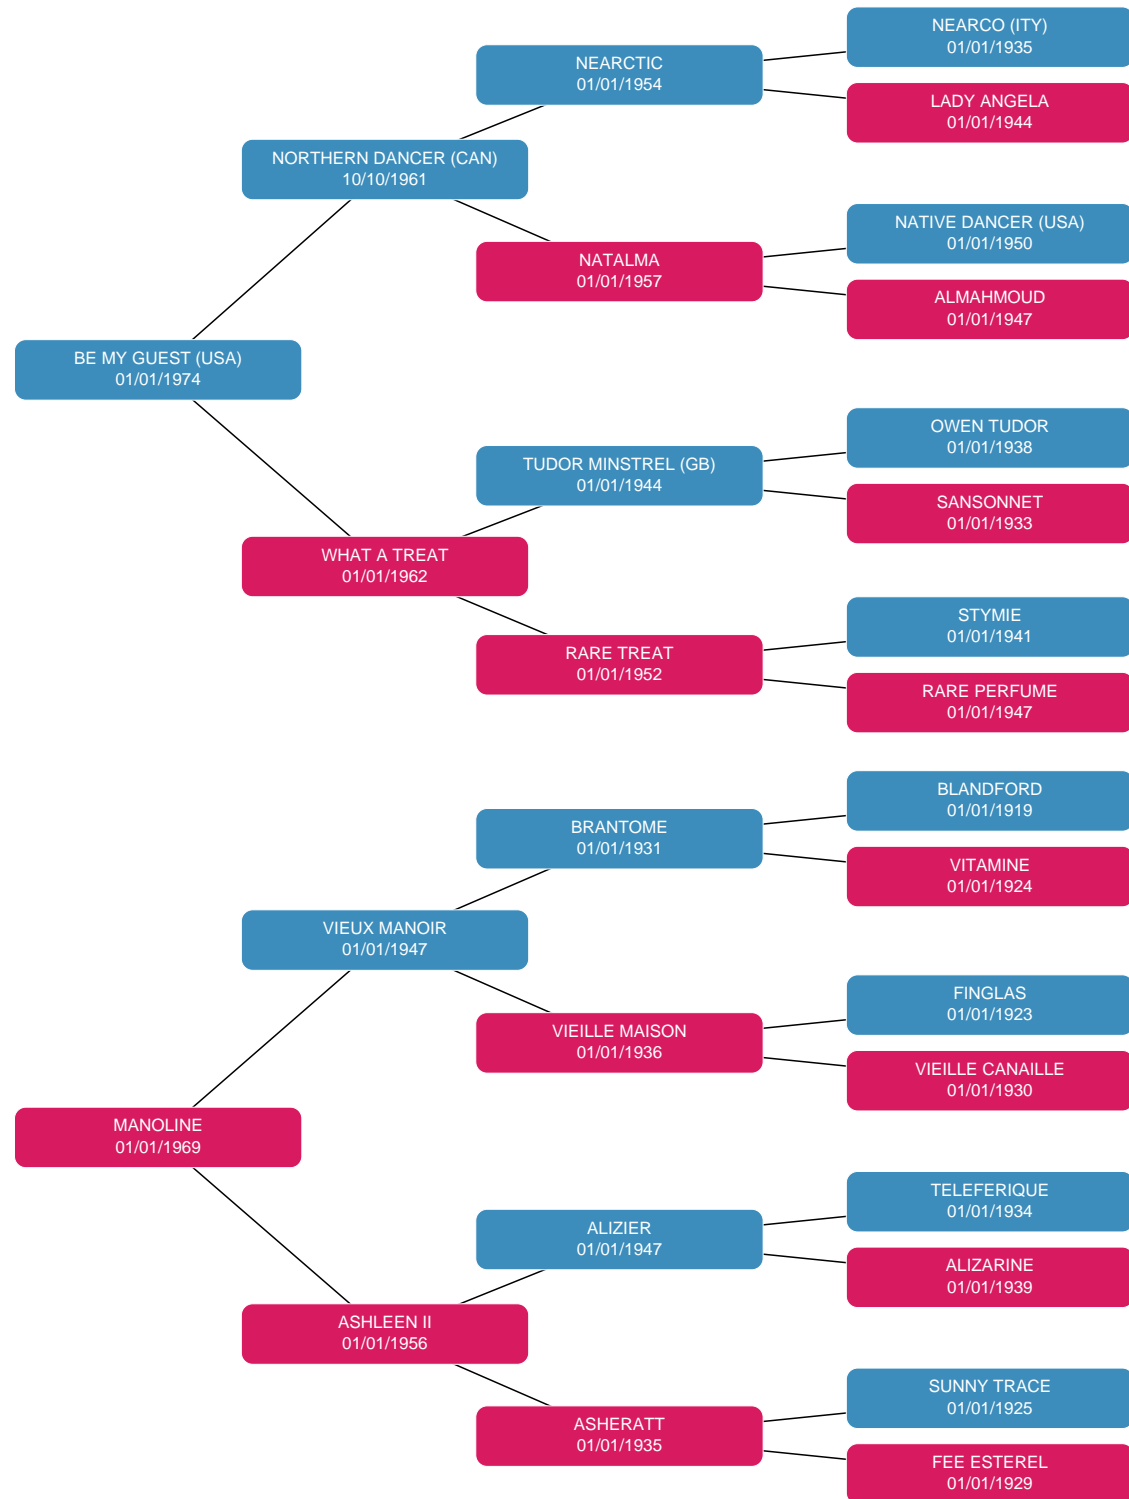 NEARCO (ITY)
01/01/1935
NEARCTIC
01/01/1954
LADY ANGELA
01/01/1944
NORTHERN DANCER (CAN)
10/10/1961
NATIVE DANCER (USA)
01/01/1950
NATALMA
01/01/1957
ALMAHMOUD
01/01/1947
BE MY GUEST (USA)
01/01/1974
OWEN TUDOR
01/01/1938
TUDOR MINSTREL (GB)
01/01/1944
SANSONNET
01/01/1933
WHAT A TREAT
01/01/1962
STYMIE
01/01/1941
RARE TREAT
01/01/1952
RARE PERFUME
01/01/1947
BLANDFORD
01/01/1919
BRANTOME
01/01/1931
VITAMINE
01/01/1924
VIEUX MANOIR
01/01/1947
FINGLAS
01/01/1923
VIEILLE MAISON
01/01/1936
VIEILLE CANAILLE
01/01/1930
MANOLINE
01/01/1969
TELEFERIQUE
01/01/1934
ALIZIER
01/01/1947
ALIZARINE
01/01/1939
ASHLEEN II
01/01/1956
SUNNY TRACE
01/01/1925
ASHERATT
01/01/1935
FEE ESTEREL
01/01/1929